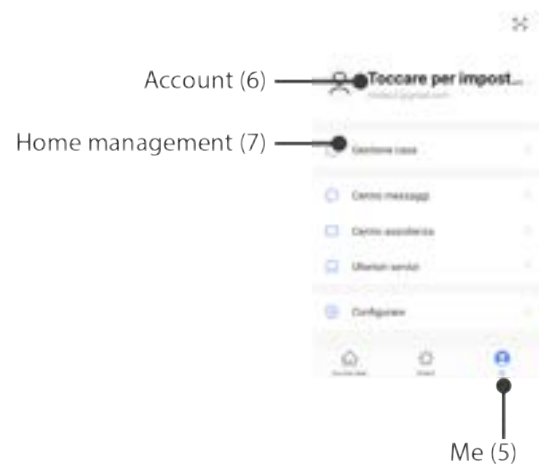 Account (6)
Toccare per impost...
Home management (7)
Gestione casa
Centro messaggi
Centro assistenza
Ulteriori servizi
Configurare
Me (5)